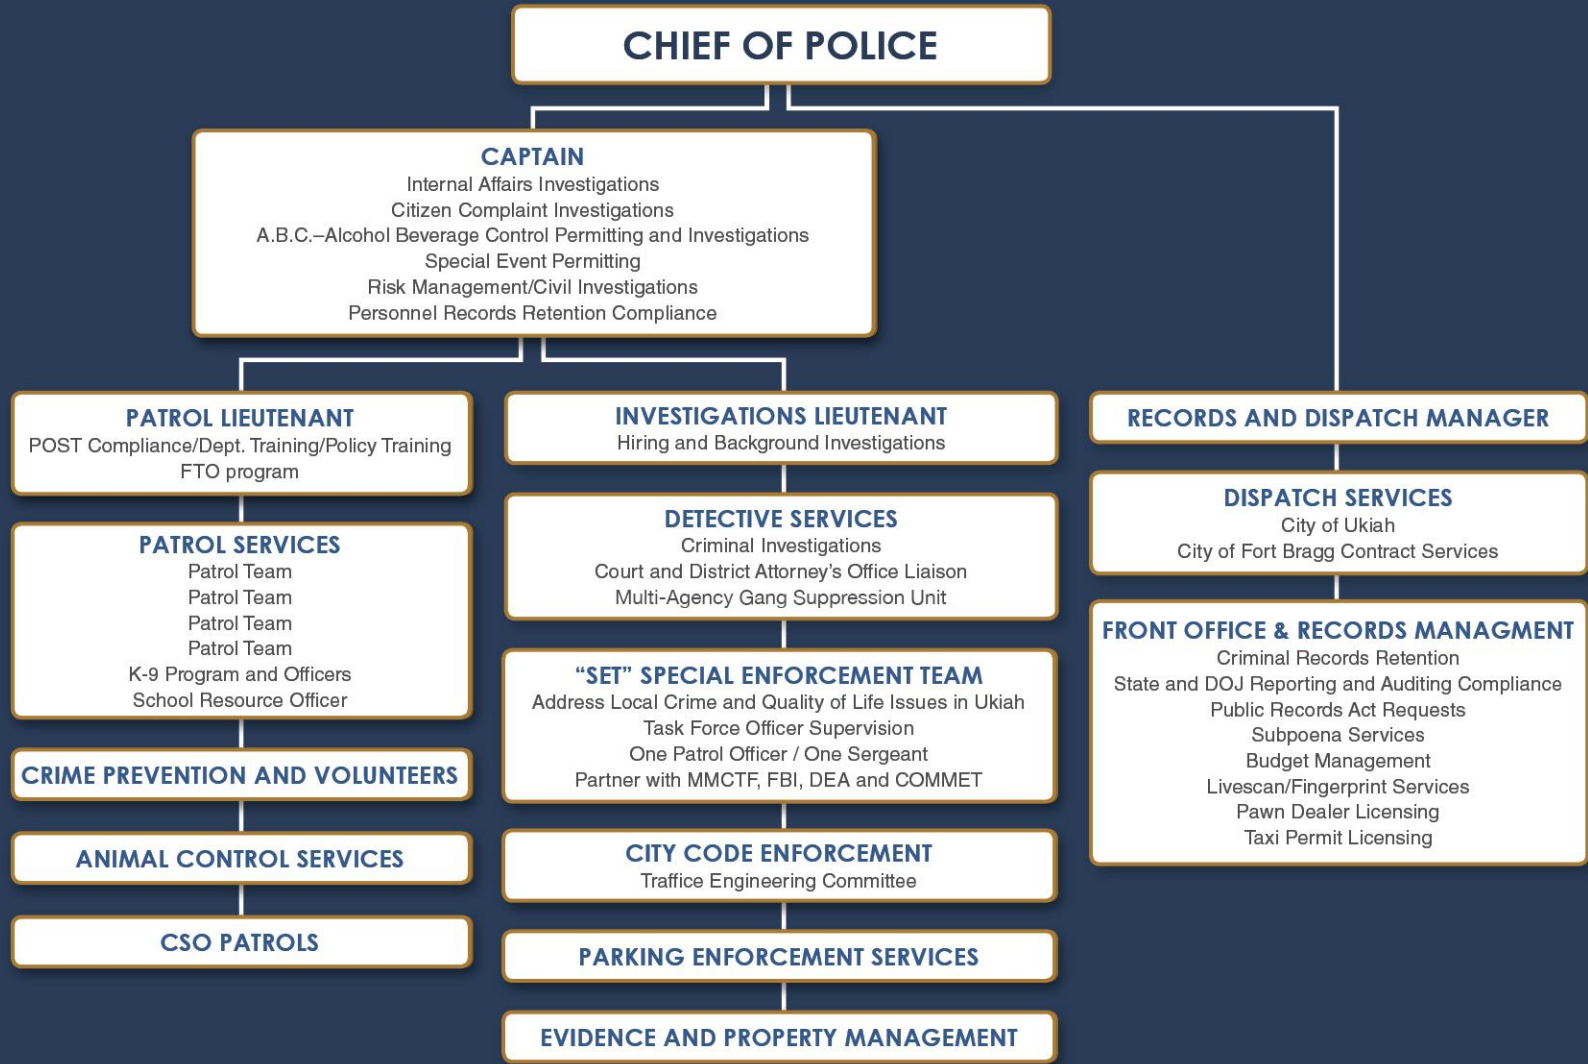 CHIEF OF POLICE
CAPTAIN
Internal Affairs Investigations
Citizen Complaint Investigations
A.B.C.–Alcohol Beverage Control Permitting and Investigations
Special Event Permitting
Risk Management/Civil Investigations
Personnel Records Retention Compliance
PATROL LIEUTENANT
POST Compliance/Dept. Training/Policy Training
FTO program
PATROL SERVICES
Patrol Team
Patrol Team
Patrol Team
Patrol Team
K-9 Program and Officers
School Resource Officer
CRIME PREVENTION AND VOLUNTEERS
ANIMAL CONTROL SERVICES
CSO PATROLS
INVESTIGATIONS LIEUTENANT
Hiring and Background Investigations
DETECTIVE SERVICES
Criminal Investigations
Court and District Attorney’s Office Liaison
Multi-Agency Gang Suppression Unit
“SET” SPECIAL ENFORCEMENT TEAM
Address Local Crime and Quality of Life Issues in Ukiah
Task Force Officer Supervision
One Patrol Officer / One Sergeant
Partner with MMCTF, FBI, DEA and COMMET
CITY CODE ENFORCEMENT
Traffice Engineering Committee
PARKING ENFORCEMENT SERVICES
EVIDENCE AND PROPERTY MANAGEMENT
RECORDS AND DISPATCH MANAGER
DISPATCH SERVICES
City of Ukiah
City of Fort Bragg Contract Services
FRONT OFFICE & RECORDS MANAGMENT
Criminal Records Retention
State and DOJ Reporting and Auditing Compliance
Public Records Act Requests
Subpoena Services
Budget Management
Livescan/Fingerprint Services
Pawn Dealer Licensing
Taxi Permit Licensing